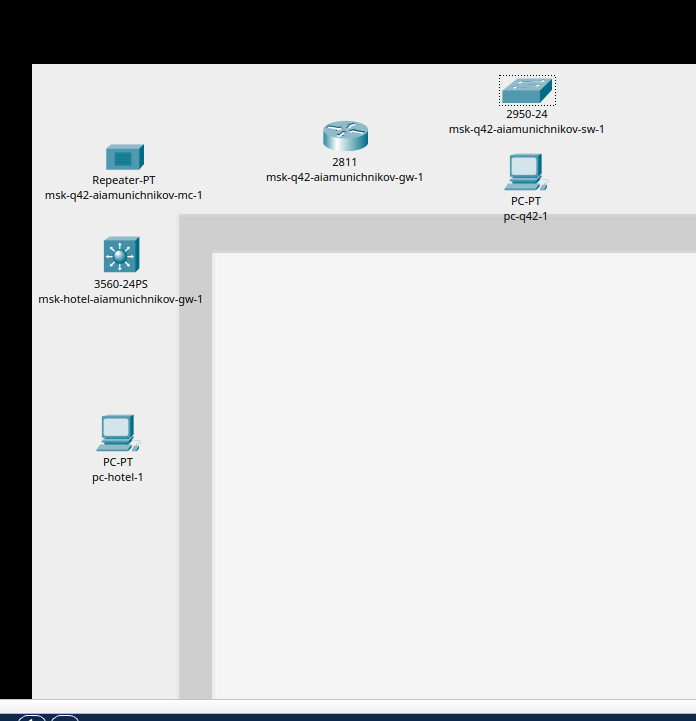 2950-24
msk-q42-aiamunichnikov-sw-1
2811
msk-q42-aiamunichnikov-gw-1
Repeater-PT
msk-q42-aiamunichnikov-mc-1
PC-PT
pc-q42-1
3560-24PS
msk-hotel-aiamunichnikov-gw-1
PC-PT
pc-hotel-1